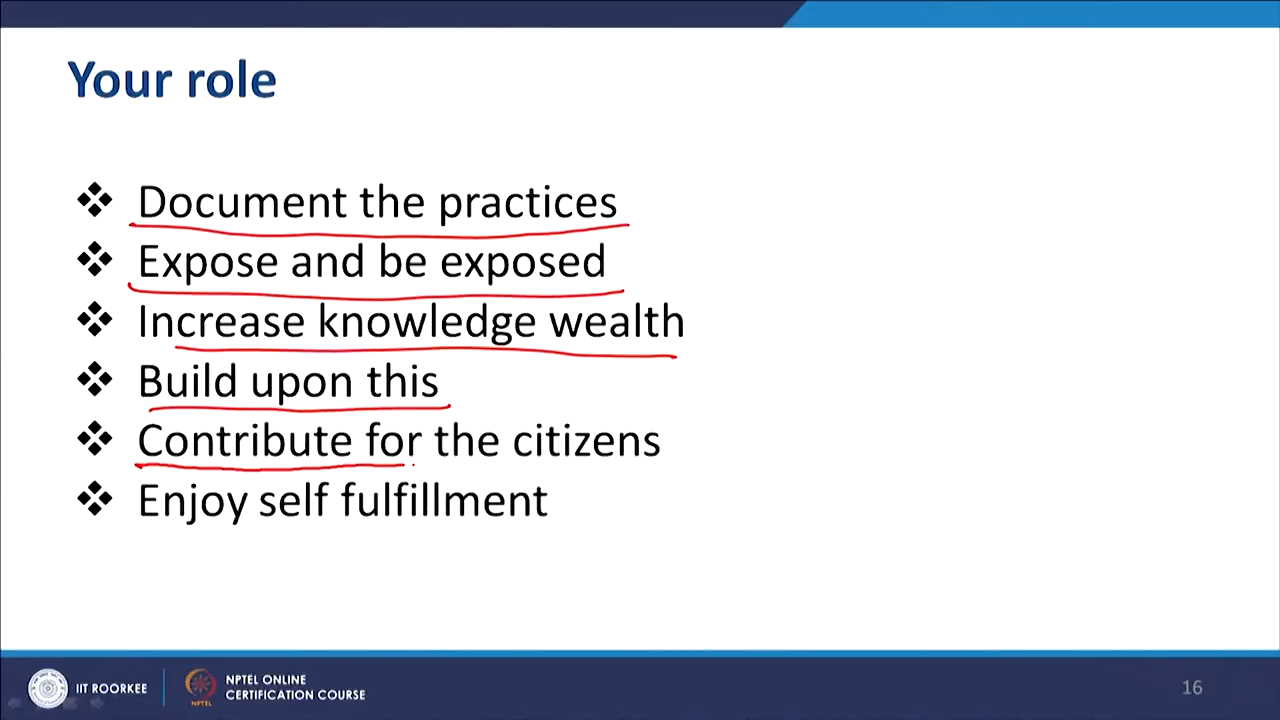 Your role
Document the practices
Expose and be exposed
Increase knowledge wealth
Build upon this
Contribute for the citizens
Enjoy self fulfillment
IIT ROORKEE
NPTEL ONLINE
CERTIFICATION COURSE
NPTEL
16